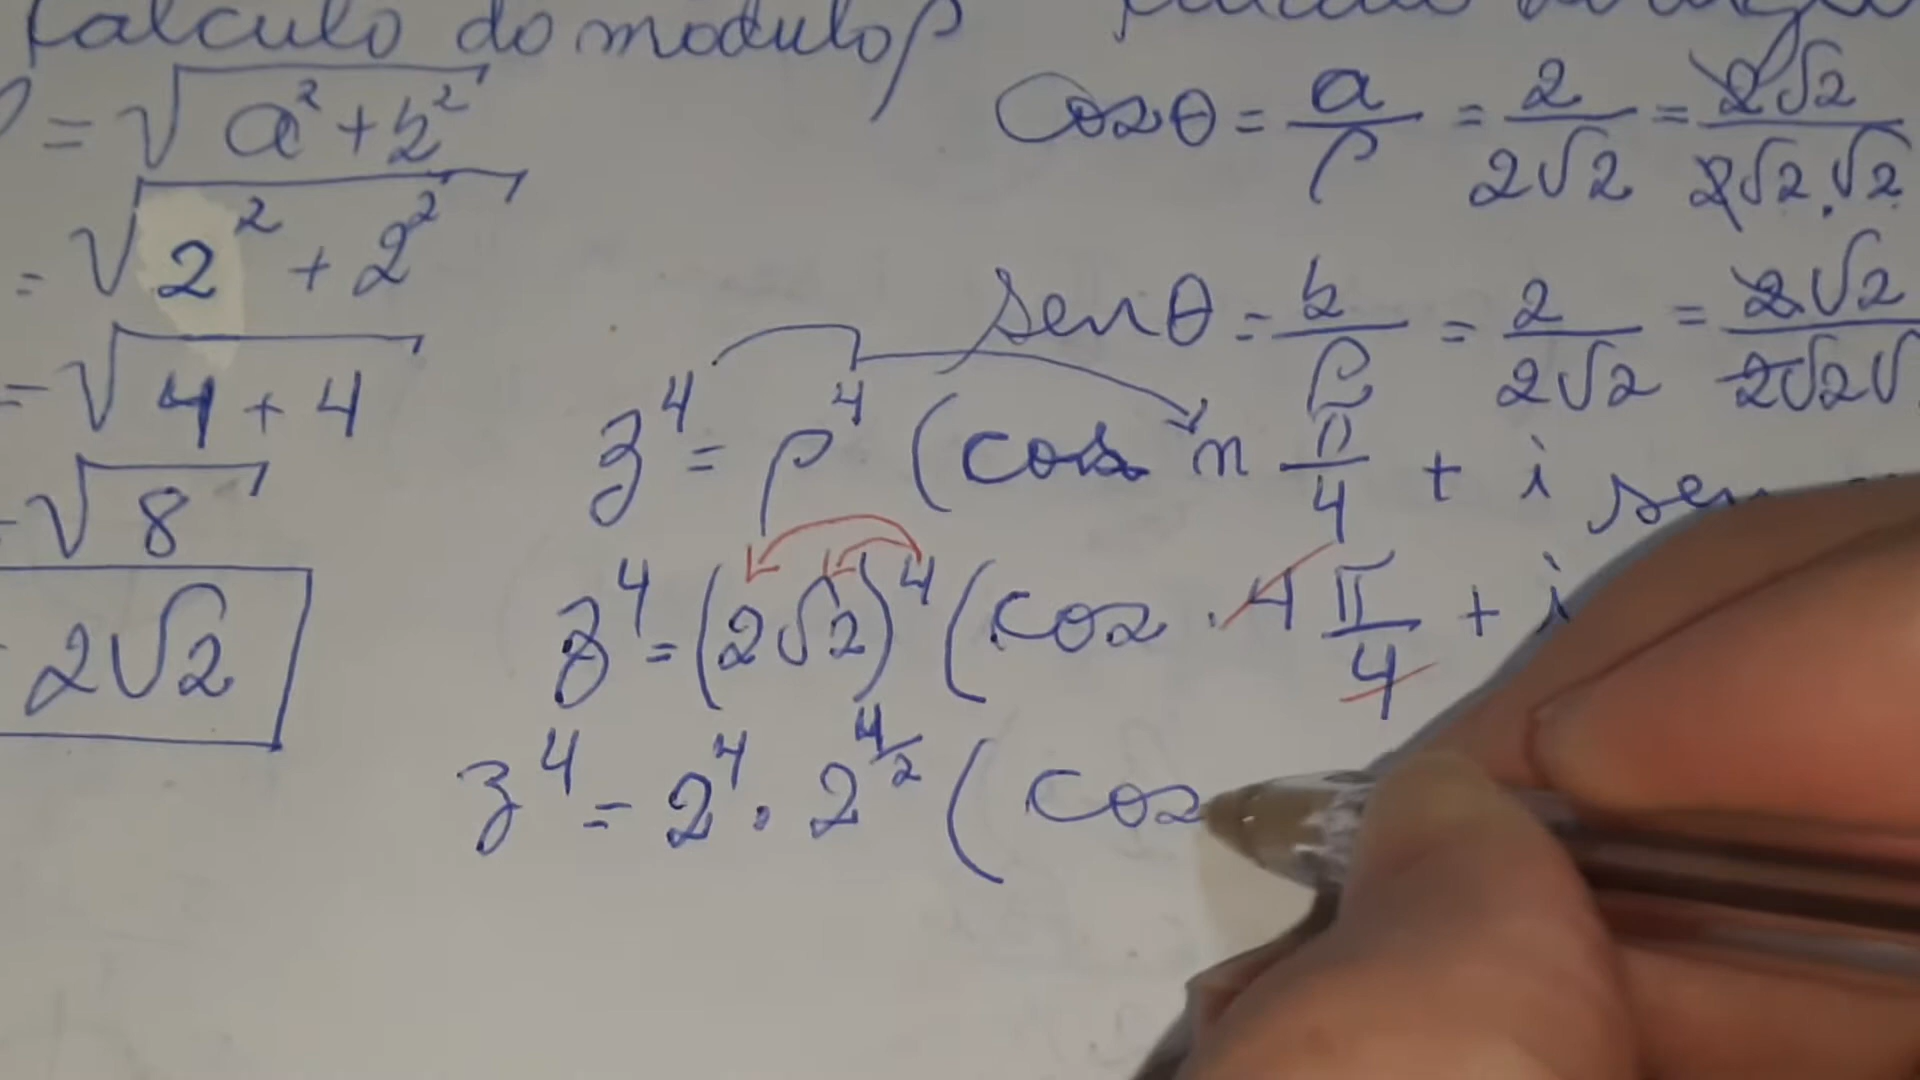 Calculo do modulo ρ
ρ = √(a² + b²)
= √(2² + 2²)
= √(4 + 4)
= √8
2√2
cos θ = a/ρ = 2/(2√2) = 2√2/(2√2.√2)
sen θ = b/ρ = 2/(2√2) = 2√2/(2√2√
z⁴ = ρ⁴ (cos n π/4 + i sen
z⁴ = (2√2)⁴ (cos . 4 π/4 + i
z⁴ = 2⁴ . 2^(4/2) (cos